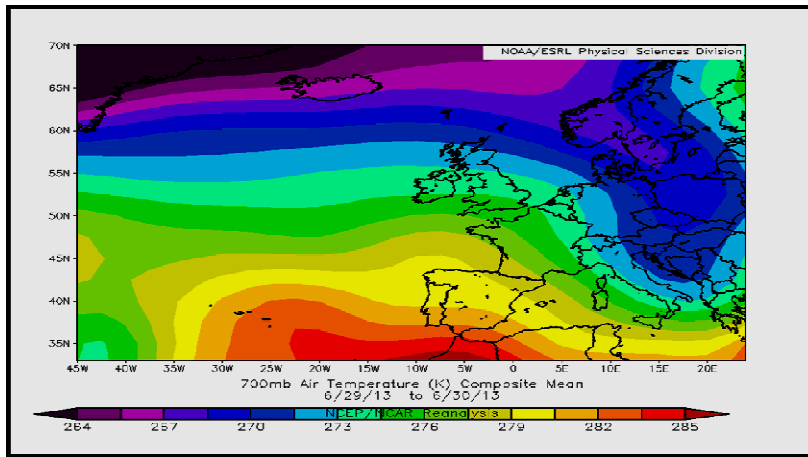 70N
NOAA/ESRL Physical Sciences Division
65N
60N
55N
50N
45N
40N
35N
45W 40W 35W 30W 25W 20W 15W 10W 5W 0 5E 10E 15E 20E
700mb Air Temperature (K) Composite Mean
6/29/13 to 6/30/13
NCEP/NCAR Reanalysis
264 267 270 273 276 279 282 285